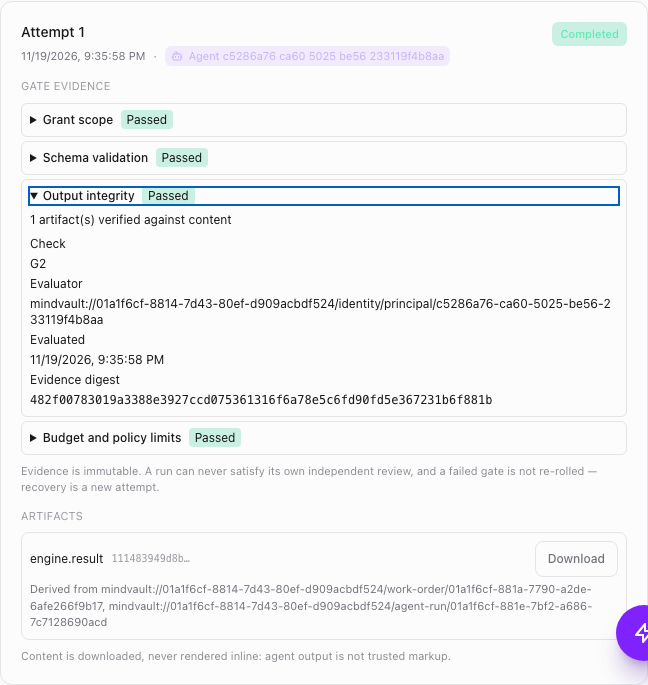 Attempt 1
Completed
11/19/2026, 9:35:58 PM · Agent c5286a76 ca60 5025 be56 233119f4b8aa
GATE EVIDENCE
Grant scope Passed
Schema validation Passed
Output integrity Passed
1 artifact(s) verified against content
Check
G2
Evaluator
mindvault://01a1f6cf-8814-7d43-80ef-d909acbdf524/identity/principal/c5286a76-ca60-5025-be56-2
33119f4b8aa
Evaluated
11/19/2026, 9:35:58 PM
Evidence digest
482f00783019a3388e3927ccd075361316f6a78e5c6fd90fd5e367231b6f881b
Budget and policy limits Passed
Evidence is immutable. A run can never satisfy its own independent review, and a failed gate is not re-rolled —
recovery is a new attempt.
ARTIFACTS
engine.result 111483949d8b…
Download
Derived from mindvault://01a1f6cf-8814-7d43-80ef-d909acbdf524/work-order/01a1f6cf-881a-7790-a2de-
6afe266f9b17, mindvault://01a1f6cf-8814-7d43-80ef-d909acbdf524/agent-run/01a1f6cf-881e-7bf2-a686-
7c7128690acd
Content is downloaded, never rendered inline: agent output is not trusted markup.